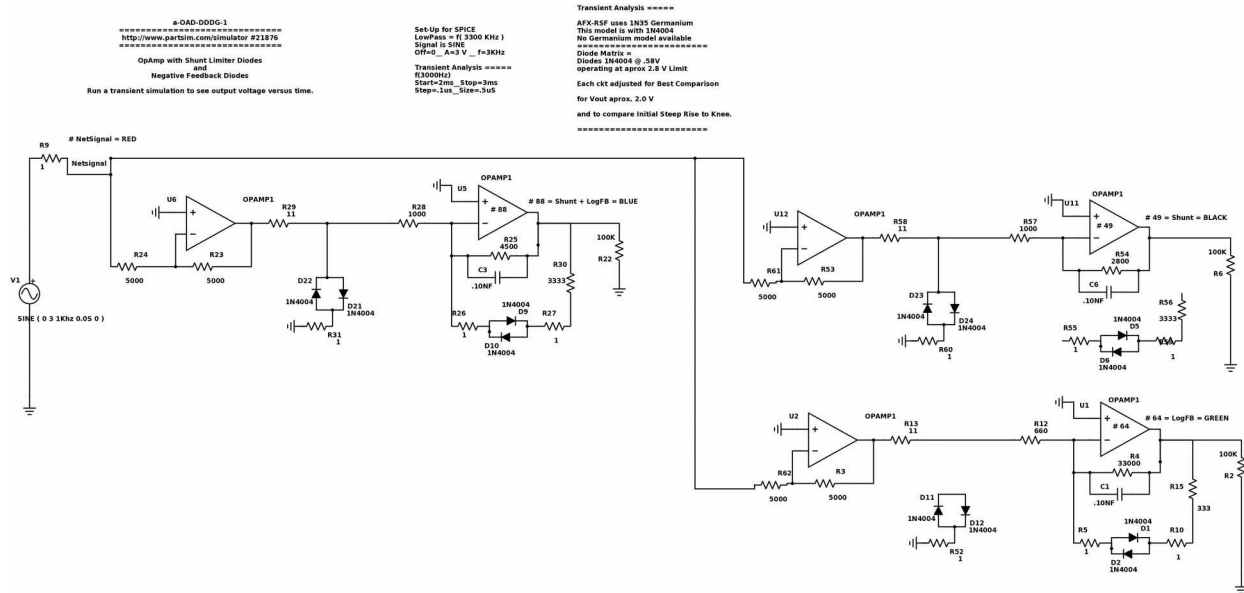 a-OAD-DDDG-1
==============================
http://www.partsim.com/simulator #21876
==============================
OpAmp with Shunt Limiter Diodes
and
Negative Feedback Diodes
Run a transient simulation to see output voltage versus time.
Set-Up for SPICE
LowPass = f( 3300 KHz )
Signal is SINE
Off=0__ A=3 V __ f=3KHz
Transient Analysis =====
f(3000Hz)
Start=2ms__Stop=3ms
Step=.1us__Size=.5uS
Transient Analysis =====
AFX-RSF uses 1N35 Germanium
This model is with 1N4004
No Germanium model available
========================
Diode Matrix =
Diodes 1N4004 @ .58V
operating at aprox 2.8 V Limit
Each ckt adjusted for Best Comparison
for Vout aprox. 2.0 V
and to compare Initial Steep Rise to Knee.
========================
# NetSignal = RED
R9
1
Netsignal
V1
+
SINE ( 0 3 1Khz 0.0S 0 )
R24
5000
U6
OPAMP1
+
−
R23
5000
R29
11
D22
1N4004
D21
1N4004
R31
1
R28
1000
U5
OPAMP1
+
−
# 88
# 88 = Shunt + LogFB = BLUE
R25
4500
C3
.10NF
R30
3333
100K
R22
R26
1
1N4004
D9
D10
1N4004
R27
1
R61
5000
U12
OPAMP1
+
−
R53
5000
R58
11
D23
1N4004
D24
1N4004
R60
1
R57
1000
U11
OPAMP1
+
−
# 49
# 49 = Shunt = BLACK
R54
2800
C6
.10NF
100K
R6
R56
3333
R55
1
1N4004
D5
D6
1N4004
1
R62
5000
U2
OPAMP1
+
−
R3
5000
R13
11
D11
1N4004
D12
1N4004
R52
1
R12
660
U1
OPAMP1
+
−
# 64
# 64 = LogFB = GREEN
R4
33000
C1
.10NF
R15
333
100K
R2
R5
1
1N4004
D1
D2
1N4004
R10
1